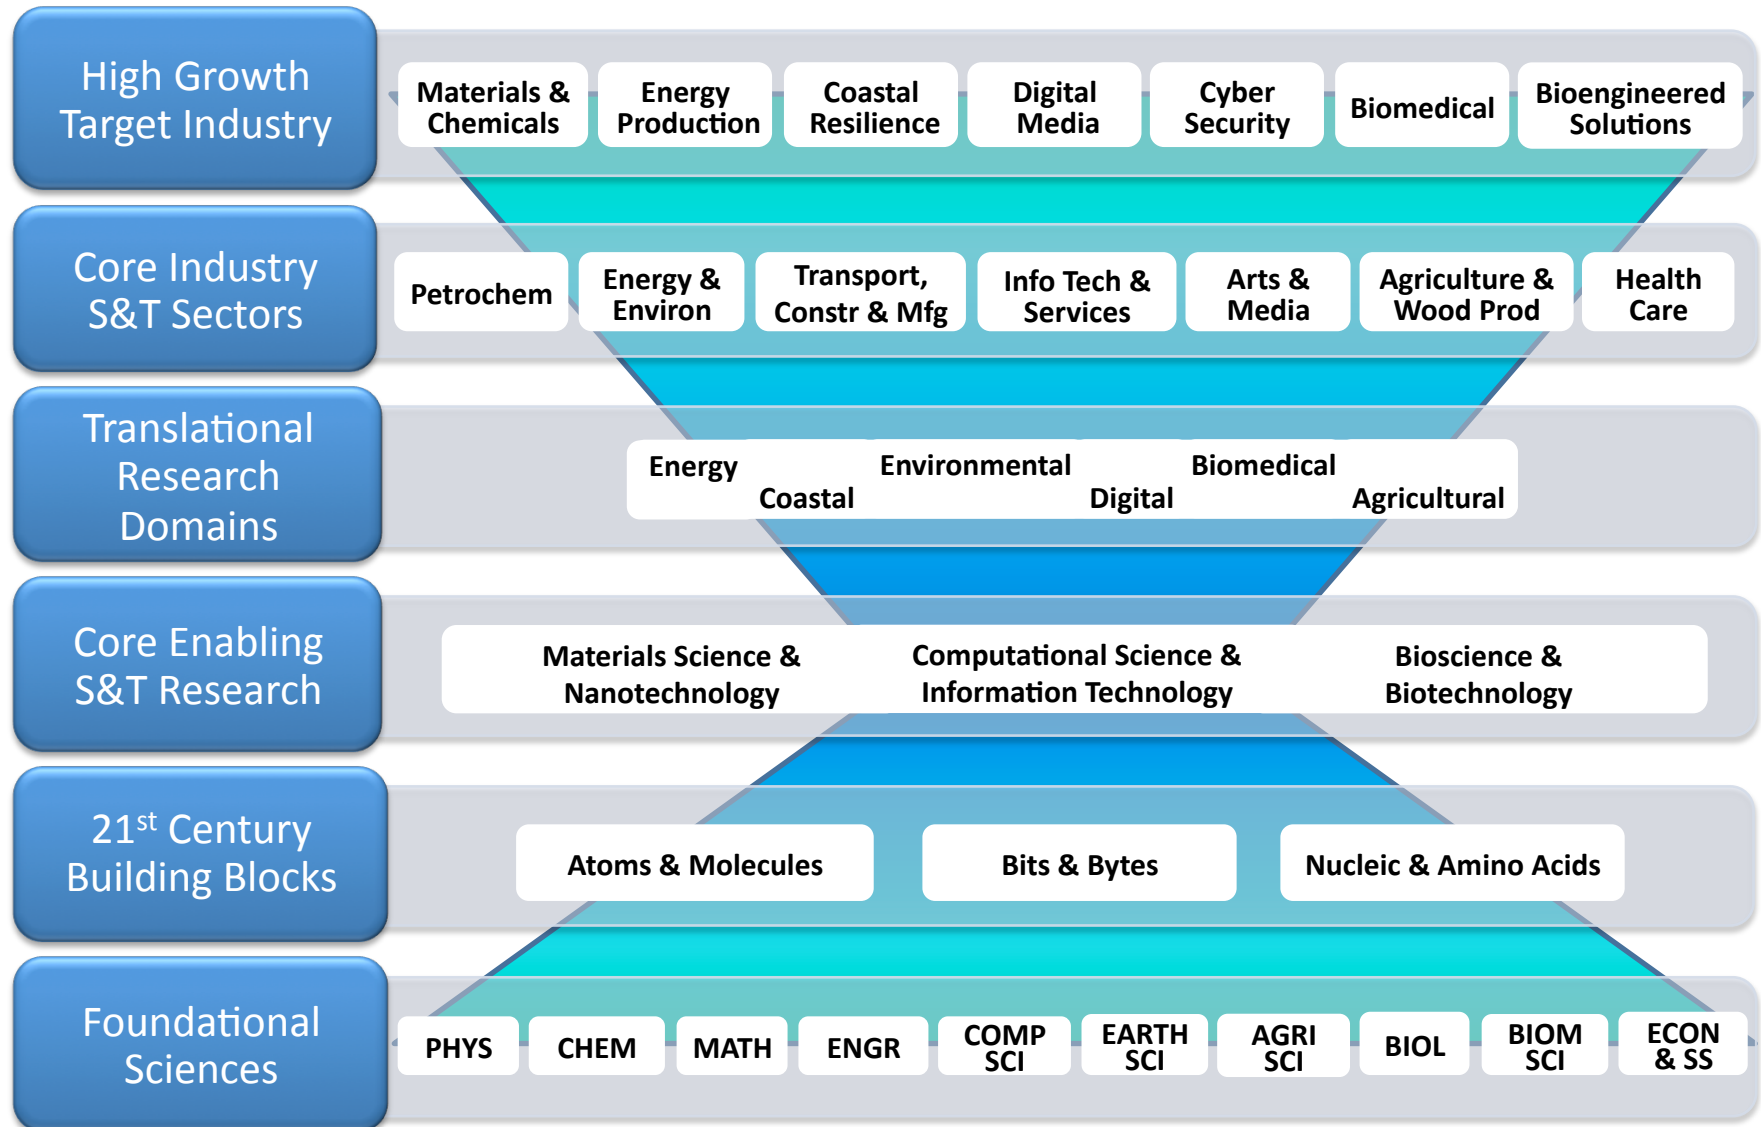 High Growth
Target Industry
Materials &
Chemicals
Energy
Production
Coastal
Resilience
Digital
Media
Cyber
Security
Biomedical
Bioengineered
Solutions
Core Industry
S&T Sectors
Petrochem
Energy &
Environ
Transport,
Constr & Mfg
Info Tech &
Services
Arts &
Media
Agriculture &
Wood Prod
Health
Care
Translational
Research
Domains
Energy
Coastal
Environmental
Digital
Biomedical
Agricultural
Core Enabling
S&T Research
Materials Science &
Nanotechnology
Computational Science &
Information Technology
Bioscience &
Biotechnology
21st Century
Building Blocks
Atoms & Molecules
Bits & Bytes
Nucleic & Amino Acids
Foundational
Sciences
PHYS
CHEM
MATH
ENGR
COMP
SCI
EARTH
SCI
AGRI
SCI
BIOL
BIOM
SCI
ECON
& SS